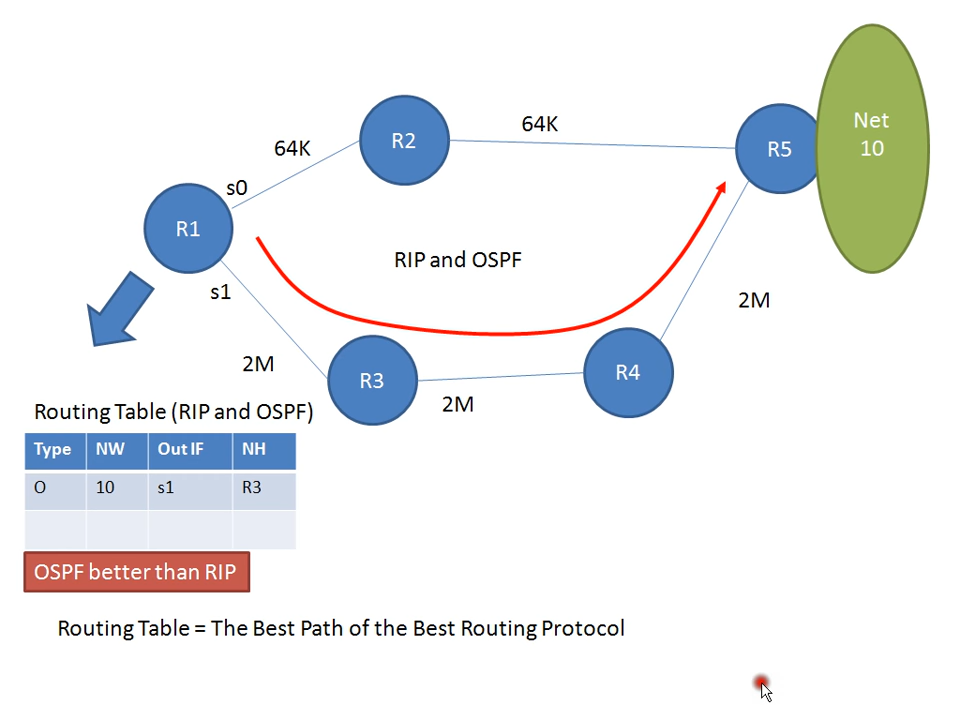 Net
10
64K
R2
R5
64K
s0
R1
RIP and OSPF
s1
2M
2M
R3
R4
2M
Routing Table (RIP and OSPF)
Type NW Out IF NH
O 10 s1 R3
OSPF better than RIP
Routing Table = The Best Path of the Best Routing Protocol